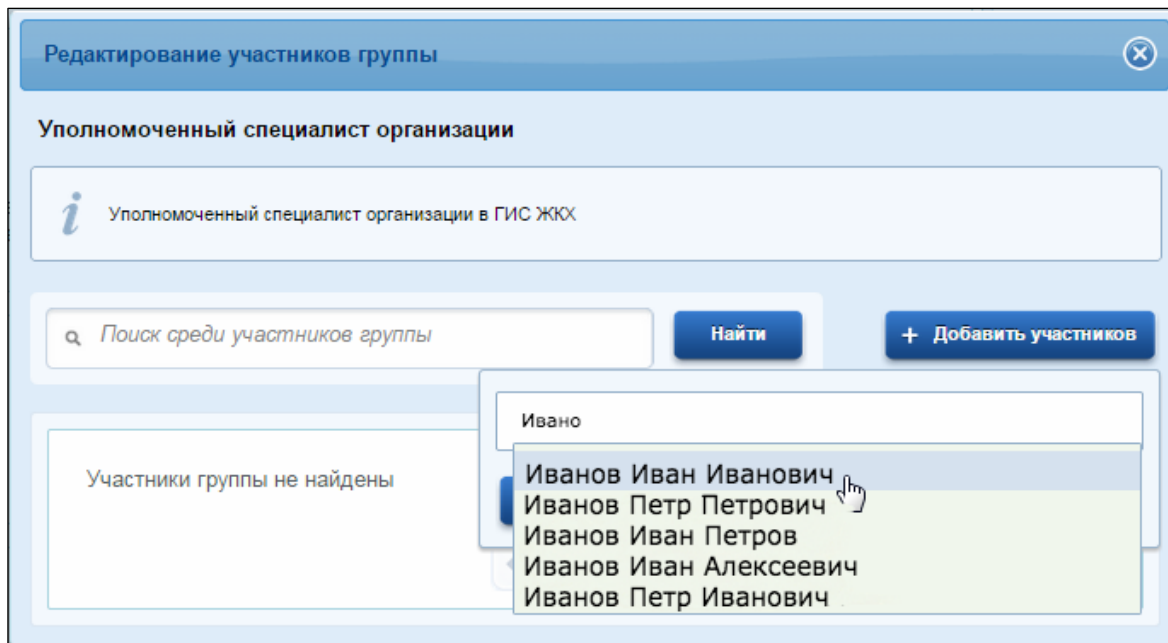 Редактирование участников группы
Уполномоченный специалист организации
Уполномоченный специалист организации в ГИС ЖКХ
Поиск среди участников группы
Найти
+ Добавить участников
Ивано
Участники группы не найдены
Иванов Иван Иванович
Иванов Петр Петрович
Иванов Иван Петров
Иванов Иван Алексеевич
Иванов Петр Иванович